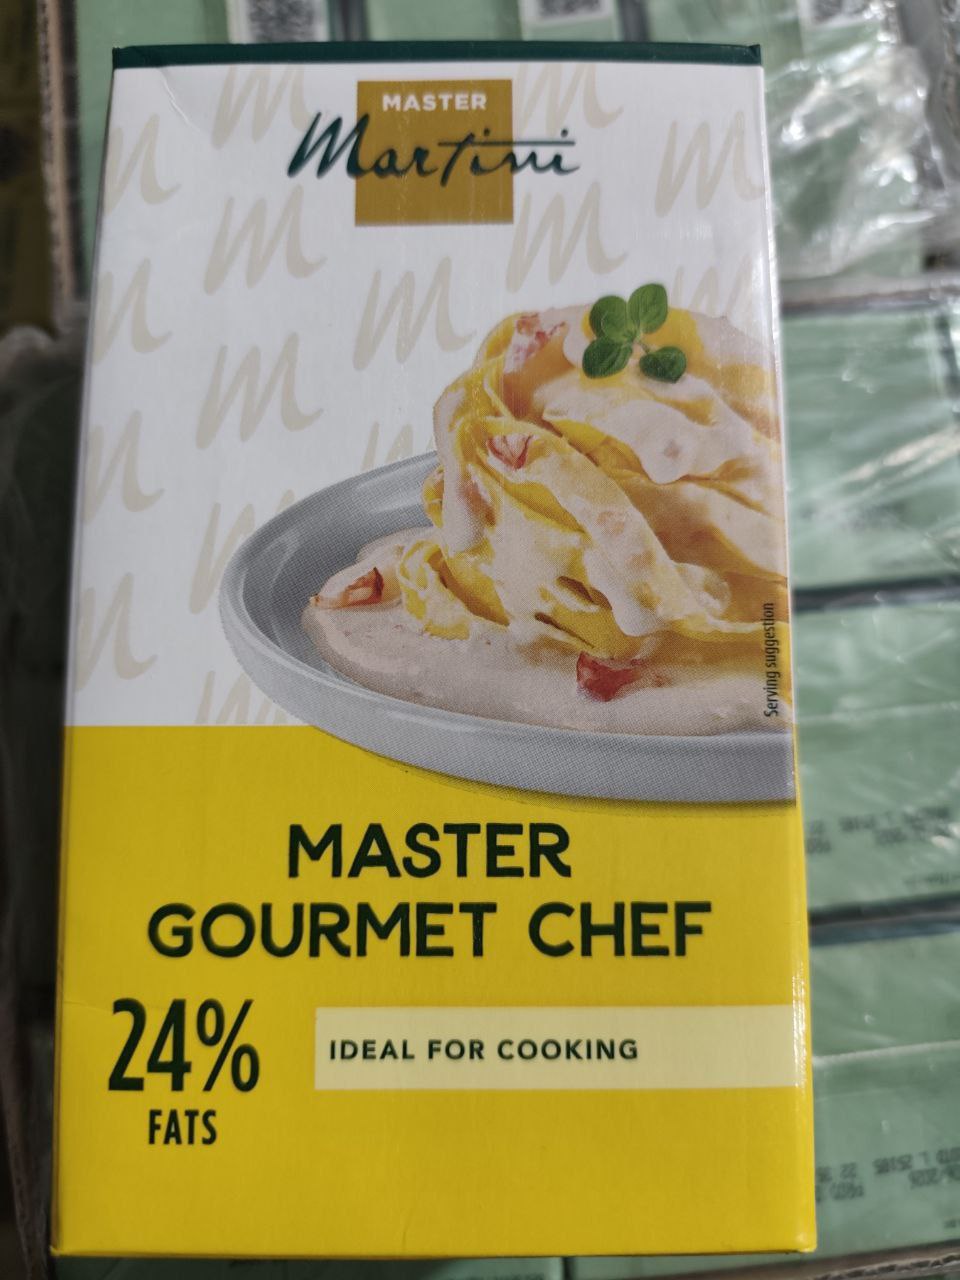 MASTER
Martini
Serving suggestion
MASTER
GOURMET CHEF
24%
FATS
IDEAL FOR COOKING